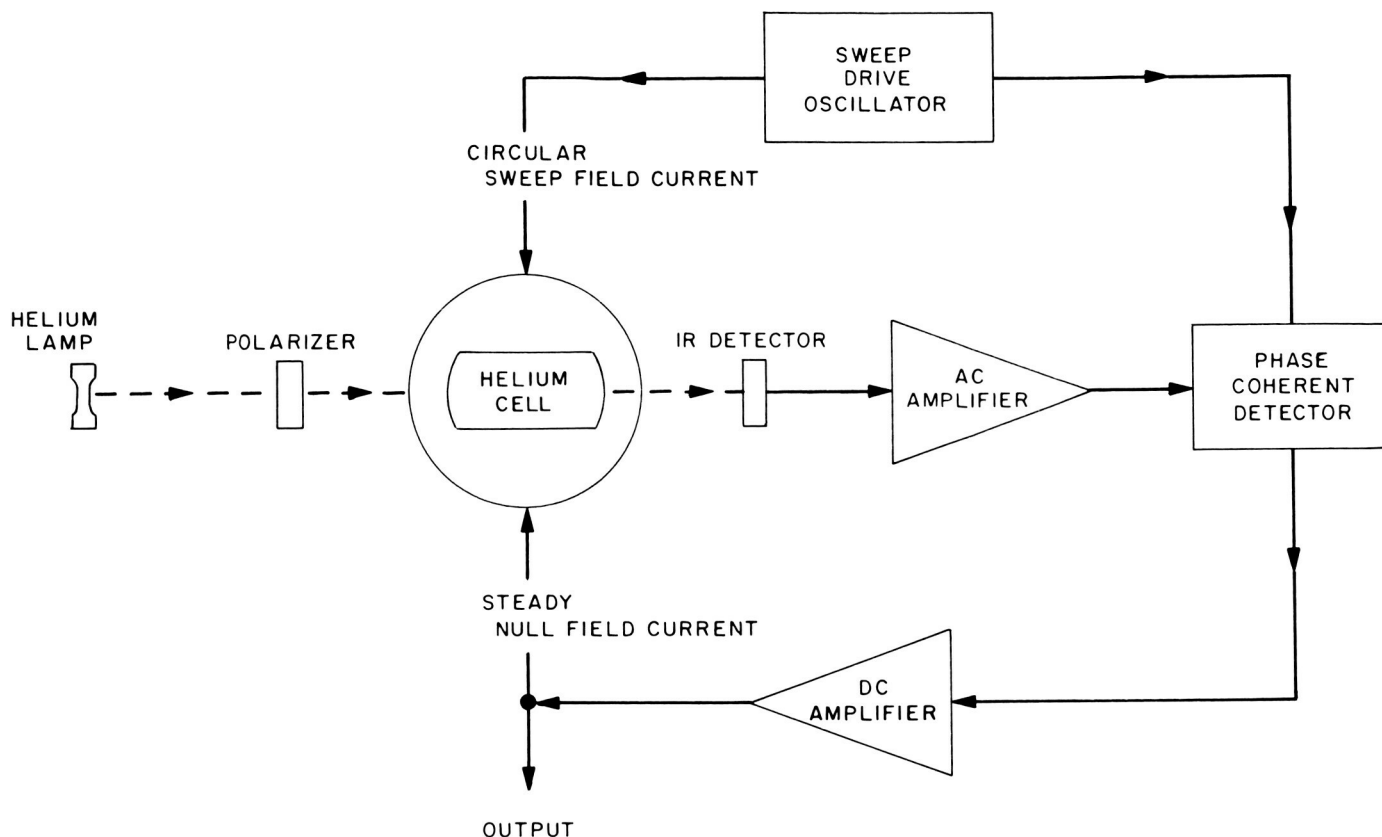 SWEEP
DRIVE
OSCILLATOR
CIRCULAR
SWEEP FIELD CURRENT
HELIUM
LAMP
POLARIZER
HELIUM
CELL
IR DETECTOR
AC
AMPLIFIER
PHASE
COHERENT
DETECTOR
STEADY
NULL FIELD CURRENT
DC
AMPLIFIER
OUTPUT